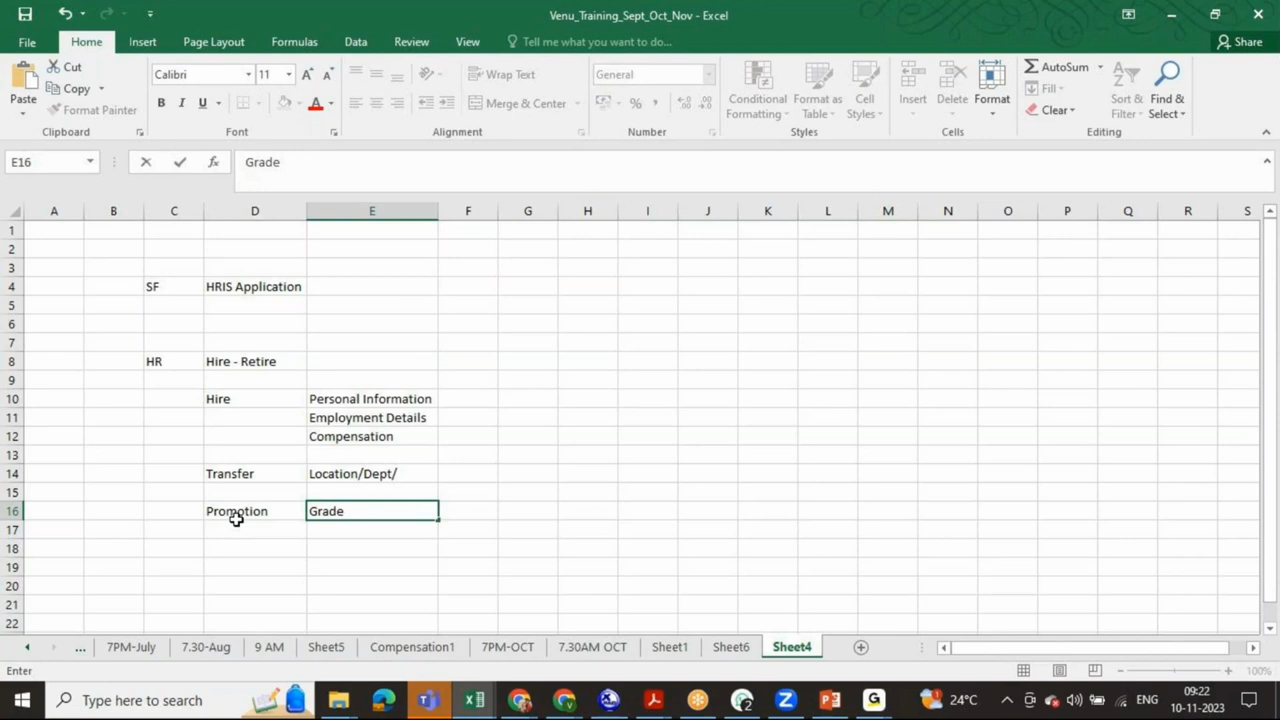 Venu_Training_Sept_Oct_Nov - Excel
File Home Insert Page Layout Formulas Data Review View Tell me what you want to do... Share
Paste Cut Copy Format Painter Clipboard
Calibri 11 A A B I U A Font
Wrap Text Merge & Center Alignment
General % , Number
Conditional Formatting Format as Table Cell Styles Styles
Insert Delete Format Cells
AutoSum Fill Clear Sort & Filter Find & Select Editing
E16 fx Grade
A B C D E F G H I J K L M N O P Q R S
1
2
3
4 SF HRIS Application
5
6
7
8 HR Hire - Retire
9
10 Hire Personal Information
11 Employment Details
12 Compensation
13
14 Transfer Location/Dept/
15
16 Promotion Grade
17
18
19
20
21
22
... 7PM-July 7.30-Aug 9 AM Sheet5 Compensation1 7PM-OCT 7.30AM OCT Sheet1 Sheet6 Sheet4
Enter 100%
Type here to search 24°C ENG 09:22
10-11-2023